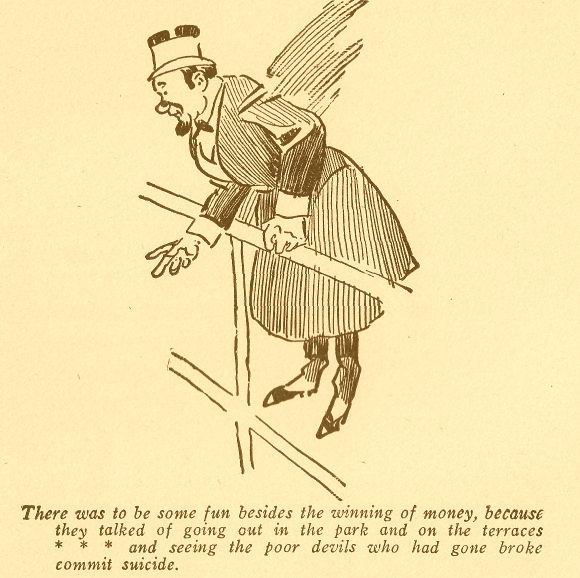 There was to be some fun besides the winning of money, because
they talked of going out in the park and on the terraces
* * * and seeing the poor devils who had gone broke
commit suicide.